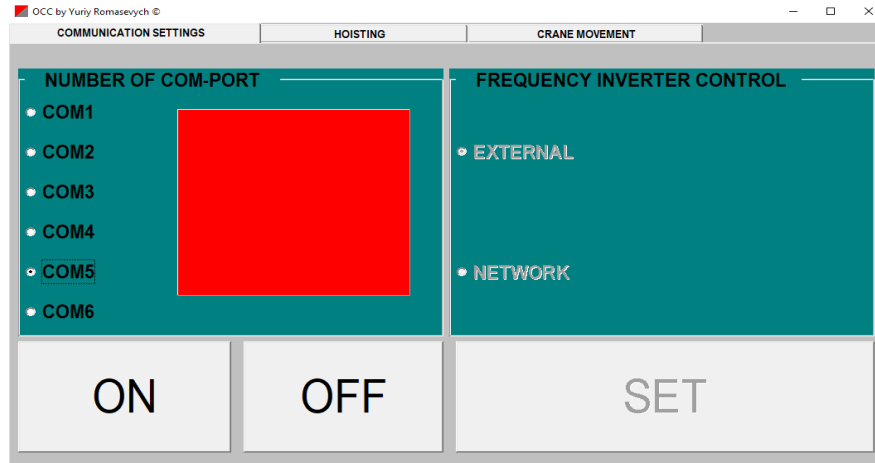 OCC by Yuriy Romasevych ©
COMMUNICATION SETTINGS
HOISTING
CRANE MOVEMENT
NUMBER OF COM-PORT
COM1
COM2
COM3
COM4
COM5
COM6
FREQUENCY INVERTER CONTROL
EXTERNAL
NETWORK
ON
OFF
SET